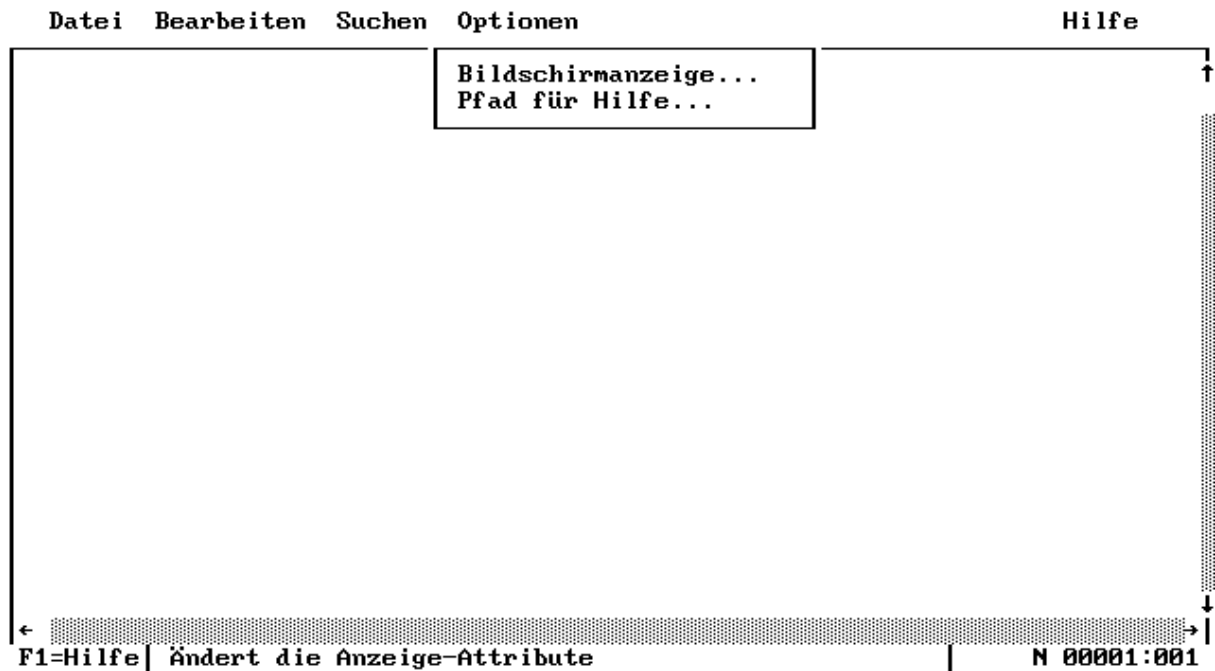 Datei Bearbeiten Suchen Optionen Hilfe
Bildschirmanzeige...
Pfad für Hilfe...
F1=Hilfe Ändert die Anzeige-Attribute N 00001:001